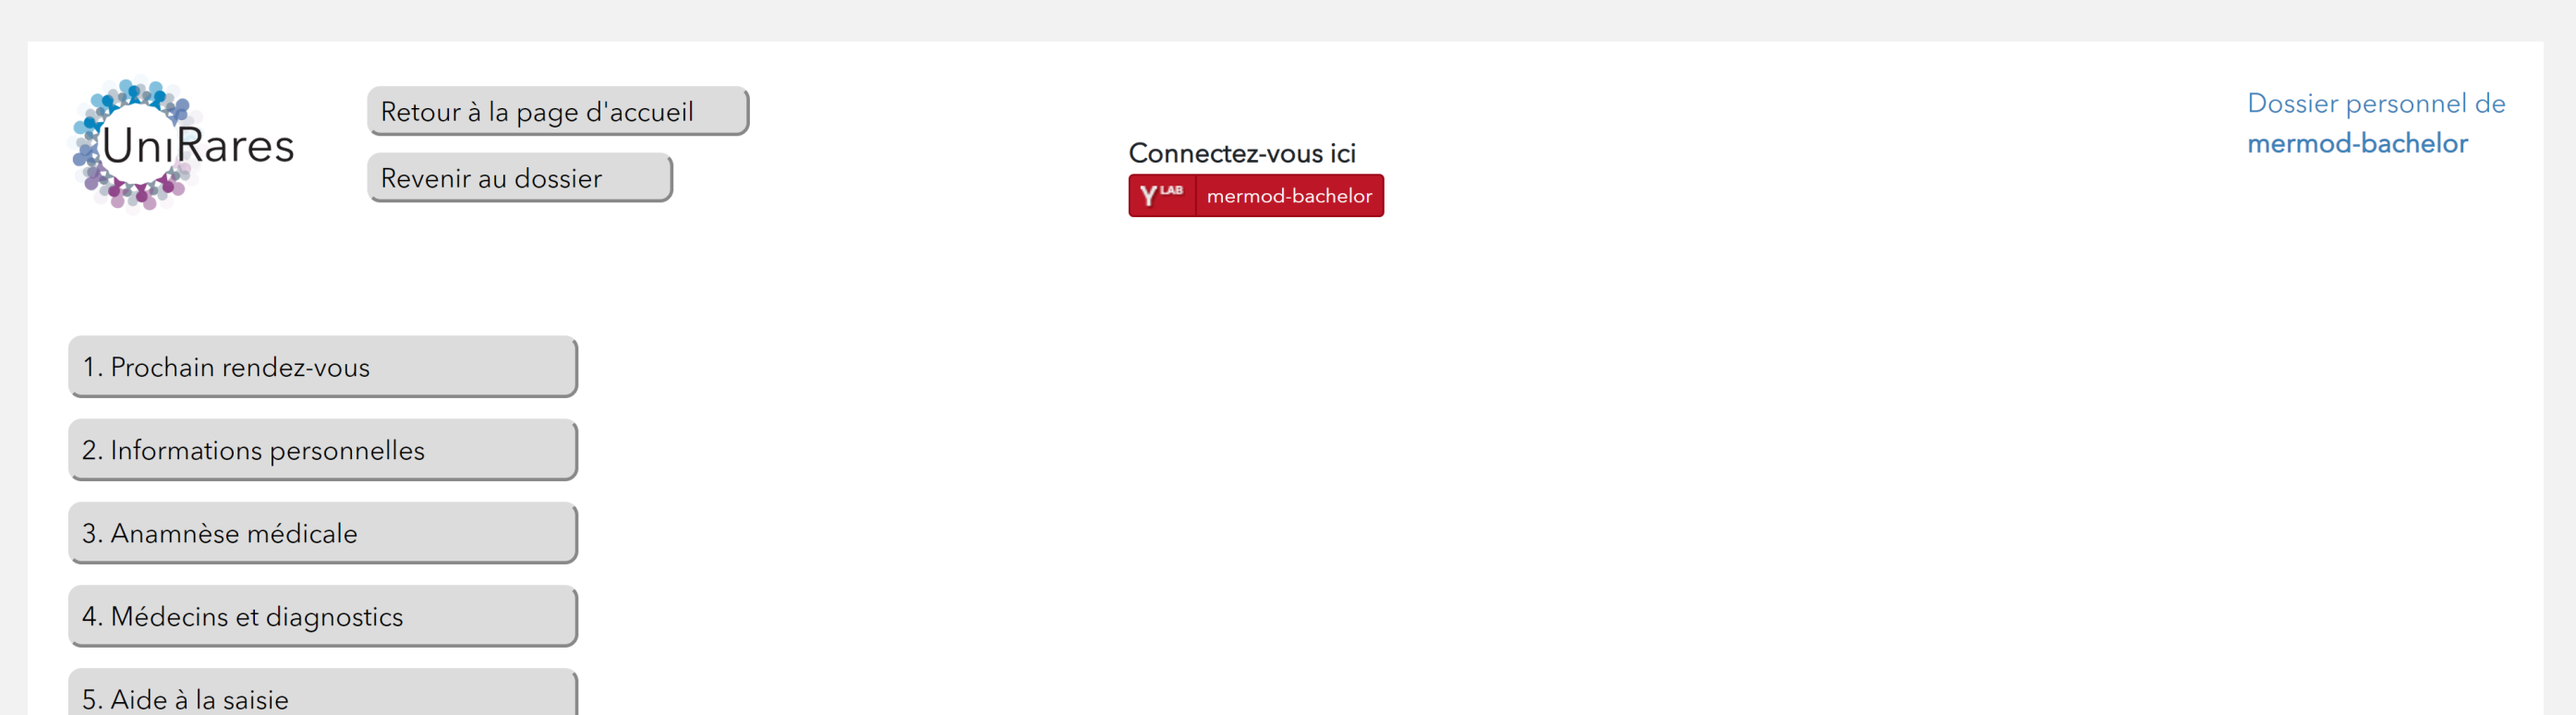 UniRares
Retour à la page d'accueil
Revenir au dossier
Connectez-vous ici
Y LAB mermod-bachelor
Dossier personnel de
mermod-bachelor
1. Prochain rendez-vous
2. Informations personnelles
3. Anamnèse médicale
4. Médecins et diagnostics
5. Aide à la saisie